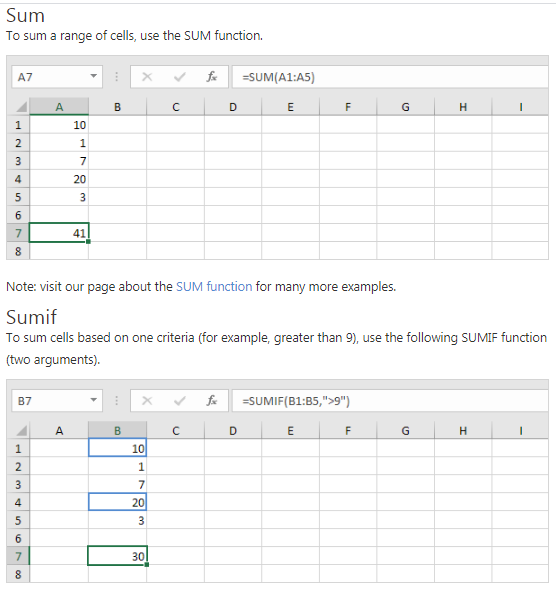 Sum
To sum a range of cells, use the SUM function.
A7 fx =SUM(A1:A5)
A B C D E F G H I
1 10
2 1
3 7
4 20
5 3
6
7 41
8
Note: visit our page about the SUM function for many more examples.
Sumif
To sum cells based on one criteria (for example, greater than 9), use the following SUMIF function
(two arguments).
B7 fx =SUMIF(B1:B5,">9")
A B C D E F G H I
1 10
2 1
3 7
4 20
5 3
6
7 30
8